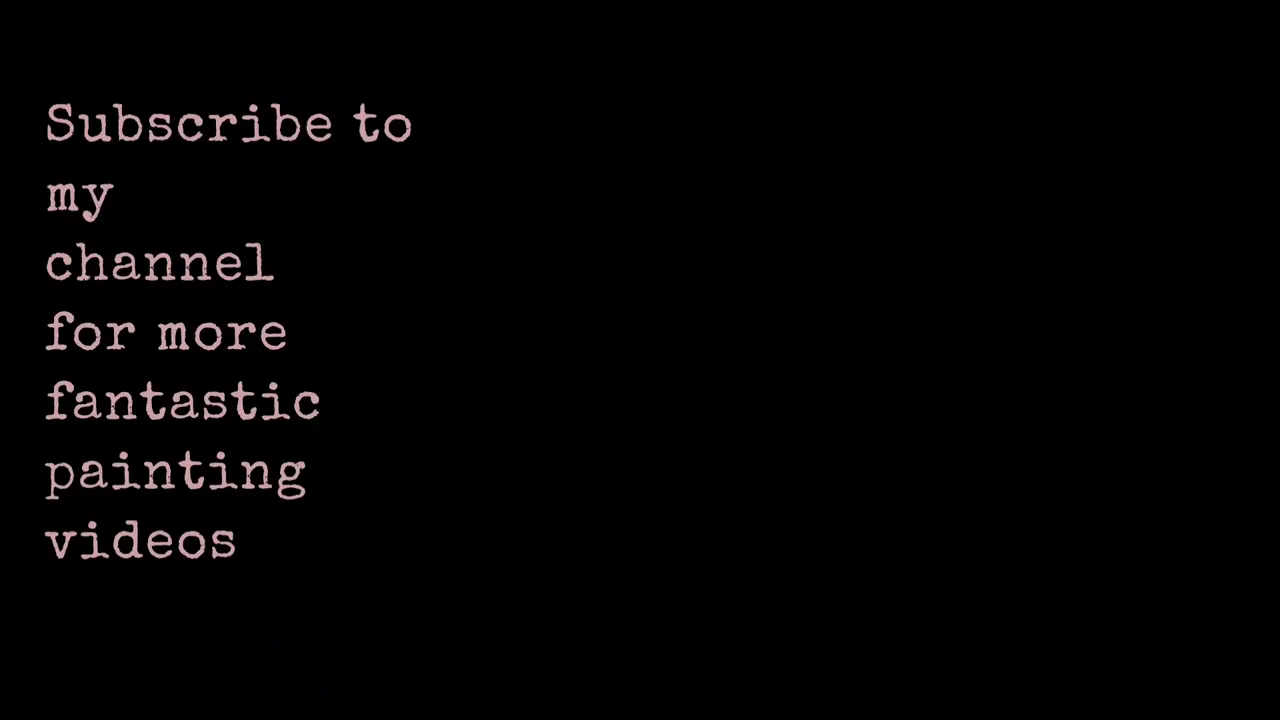 Subscribe to
my
channel
for more
fantastic
painting
videos